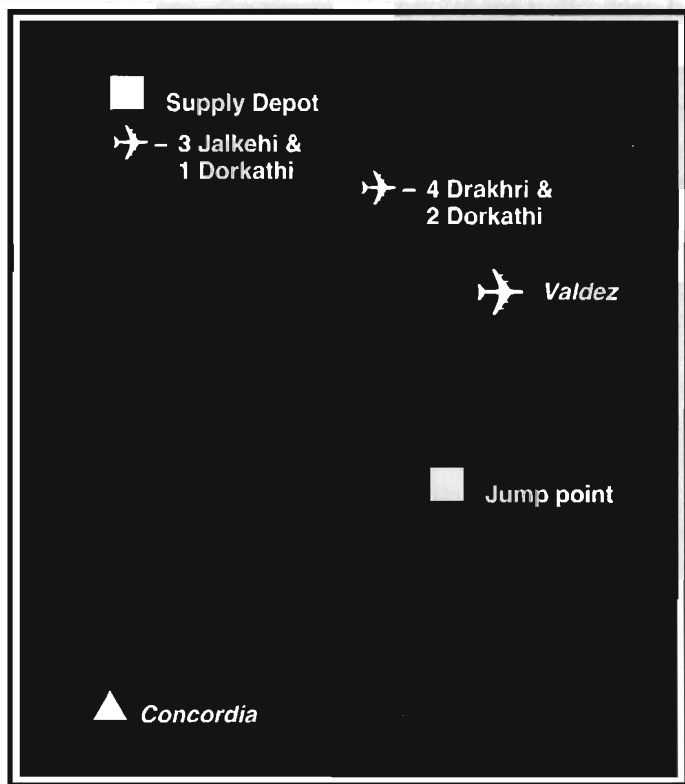 Supply Depot
– 3 Jalkehi &
1 Dorkathi
– 4 Drakhri &
2 Dorkathi
Valdez
Jump point
Concordia